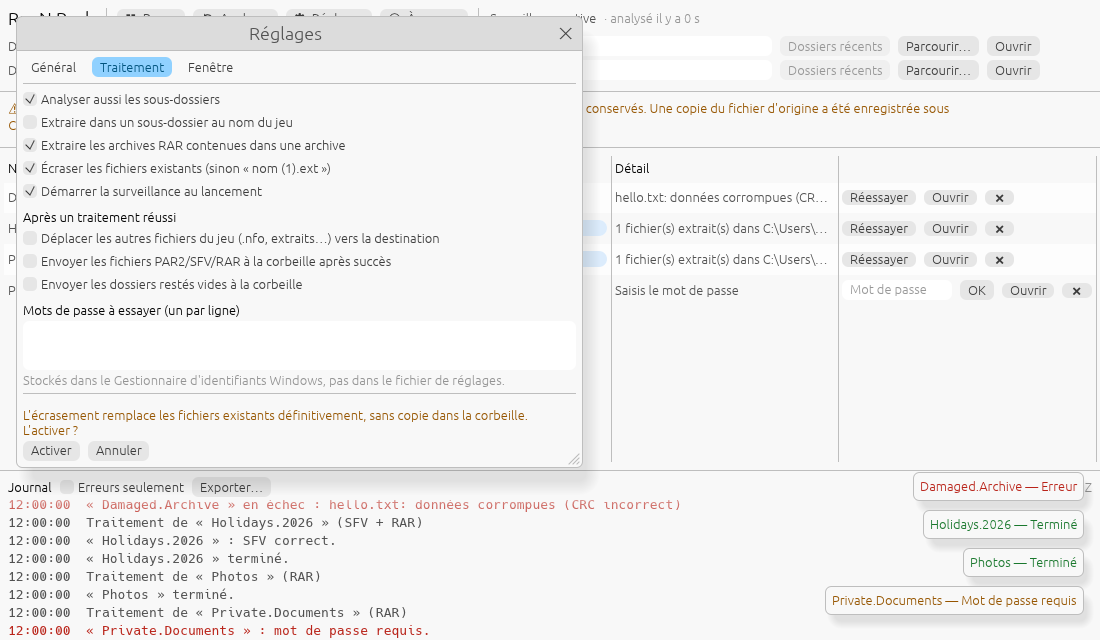 Réglages
Général Traitement Fenêtre
Analyser aussi les sous-dossiers
Extraire dans un sous-dossier au nom du jeu
Extraire les archives RAR contenues dans une archive
Écraser les fichiers existants (sinon « nom (1).ext »)
Démarrer la surveillance au lancement
Après un traitement réussi
Déplacer les autres fichiers du jeu (.nfo, extraits…) vers la destination
Envoyer les fichiers PAR2/SFV/RAR à la corbeille après succès
Envoyer les dossiers restés vides à la corbeille
Mots de passe à essayer (un par ligne)
Stockés dans le Gestionnaire d'identifiants Windows, pas dans le fichier de réglages.
L'écrasement remplace les fichiers existants définitivement, sans copie dans la corbeille.
L'activer ?
Activer Annuler
· analysé il y a 0 s
Dossiers récents Parcourir… Ouvrir
Dossiers récents Parcourir… Ouvrir
conservés. Une copie du fichier d'origine a été enregistrée sous
Détail
hello.txt: données corrompues (CR… Réessayer Ouvrir ×
1 fichier(s) extrait(s) dans C:\Users\… Réessayer Ouvrir ×
1 fichier(s) extrait(s) dans C:\Users\… Réessayer Ouvrir ×
Saisis le mot de passe Mot de passe OK Ouvrir ×
Journal Erreurs seulement Exporter…
12:00:00 « Damaged.Archive » en échec : hello.txt: données corrompues (CRC incorrect)
12:00:00 Traitement de « Holidays.2026 » (SFV + RAR)
12:00:00 « Holidays.2026 » : SFV correct.
12:00:00 « Holidays.2026 » terminé.
12:00:00 Traitement de « Photos » (RAR)
12:00:00 « Photos » terminé.
12:00:00 Traitement de « Private.Documents » (RAR)
12:00:00 « Private.Documents » : mot de passe requis.
Damaged.Archive — Erreur
Holidays.2026 — Terminé
Photos — Terminé
Private.Documents — Mot de passe requis